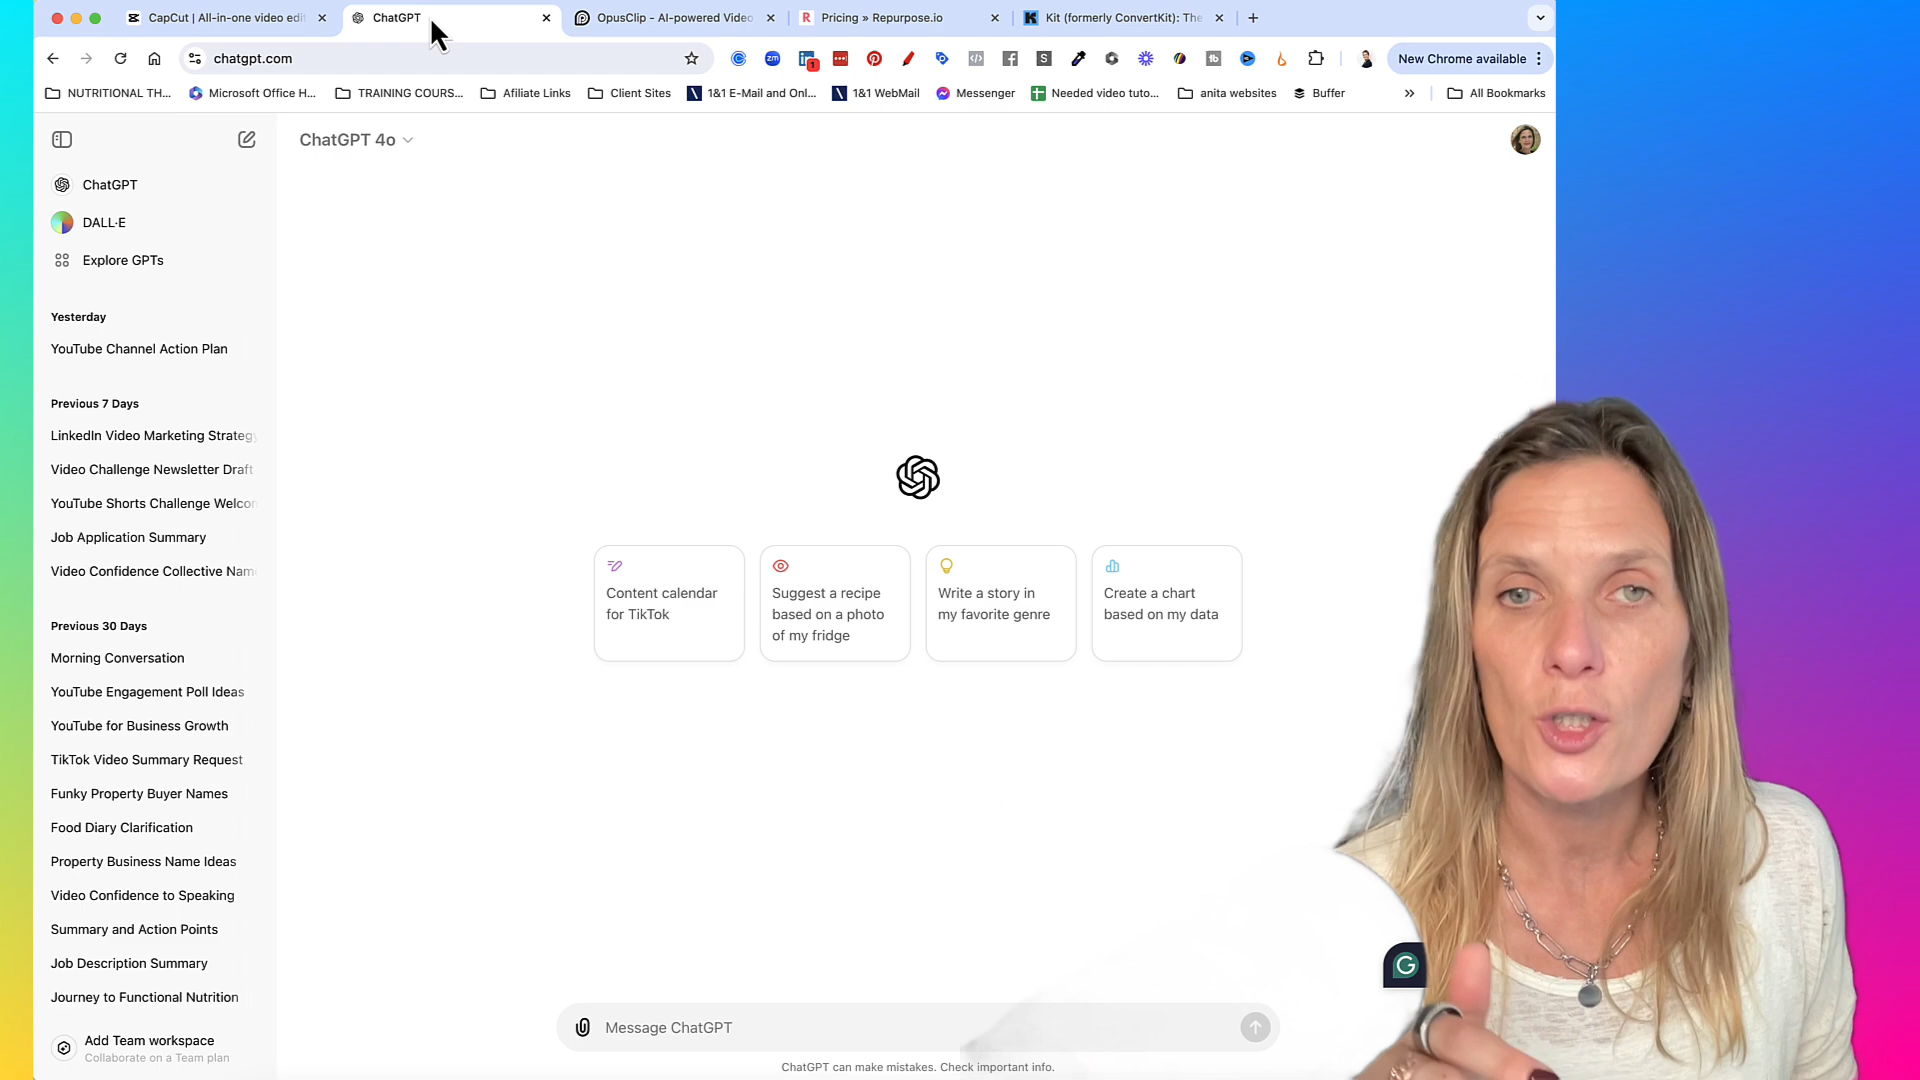 CapCut | All-in-one video edi
ChatGPT
OpusClip - AI-powered Video
Pricing » Repurpose.io
Kit (formerly ConvertKit): The
chatgpt.com
New Chrome available
NUTRITIONAL TH...
Microsoft Office H...
TRAINING COURS...
Afiliate Links
Client Sites
1&1 E-Mail and Onl...
1&1 WebMail
Messenger
Needed video tuto...
anita websites
Buffer
All Bookmarks
ChatGPT 4o
ChatGPT
DALL·E
Explore GPTs
Yesterday
YouTube Channel Action Plan
Previous 7 Days
LinkedIn Video Marketing Strategy
Video Challenge Newsletter Draft
YouTube Shorts Challenge Welcom
Job Application Summary
Video Confidence Collective Name
Previous 30 Days
Morning Conversation
YouTube Engagement Poll Ideas
YouTube for Business Growth
TikTok Video Summary Request
Funky Property Buyer Names
Food Diary Clarification
Property Business Name Ideas
Video Confidence to Speaking
Summary and Action Points
Job Description Summary
Journey to Functional Nutrition
Add Team workspace
Collaborate on a Team plan
Content calendar
for TikTok
Suggest a recipe
based on a photo
of my fridge
Write a story in
my favorite genre
Create a chart
based on my data
Message ChatGPT
ChatGPT can make mistakes. Check important info.